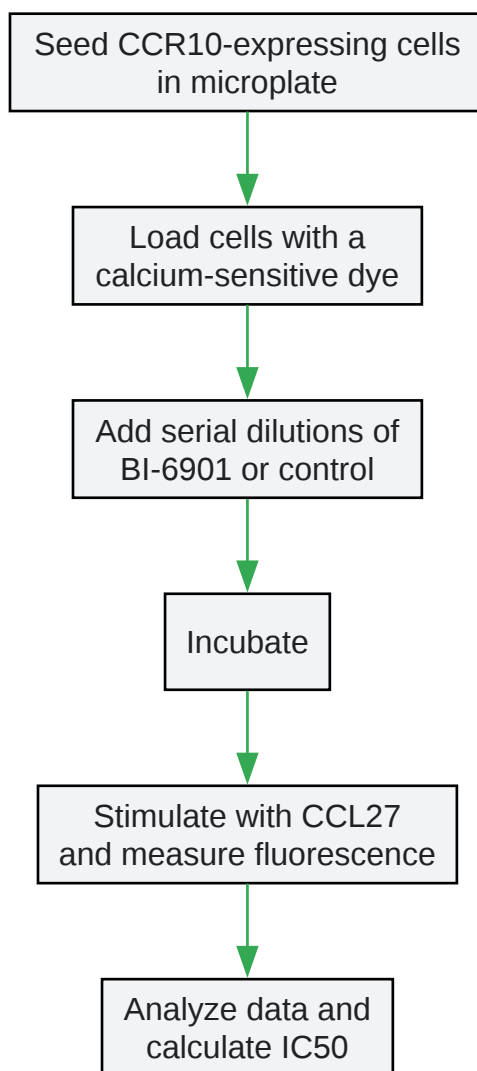 Seed CCR10-expressing cells
in microplate
Load cells with a
calcium-sensitive dye
Add serial dilutions of
BI-6901 or control
Incubate
Stimulate with CCL27
and measure fluorescence
Analyze data and
calculate IC50